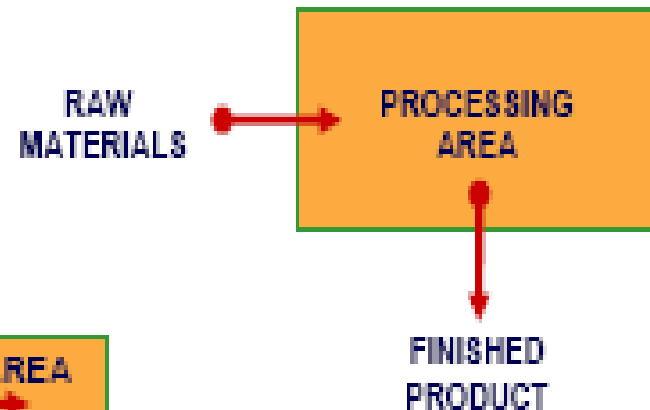 RAW
MATERIALS
PROCESSING
AREA
FINISHED
PRODUCT